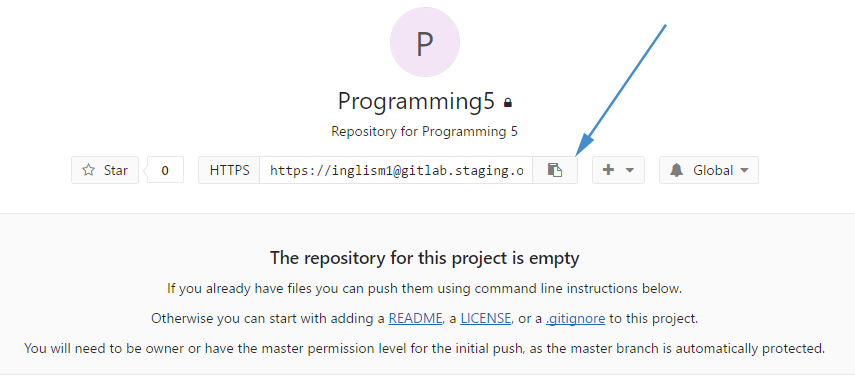 P
Programming5
Repository for Programming 5
Star 0 HTTPS https://inglism1@gitlab.staging.o Global
The repository for this project is empty
If you already have files you can push them using command line instructions below.
Otherwise you can start with adding a README, a LICENSE, or a .gitignore to this project.
You will need to be owner or have the master permission level for the initial push, as the master branch is automatically protected.